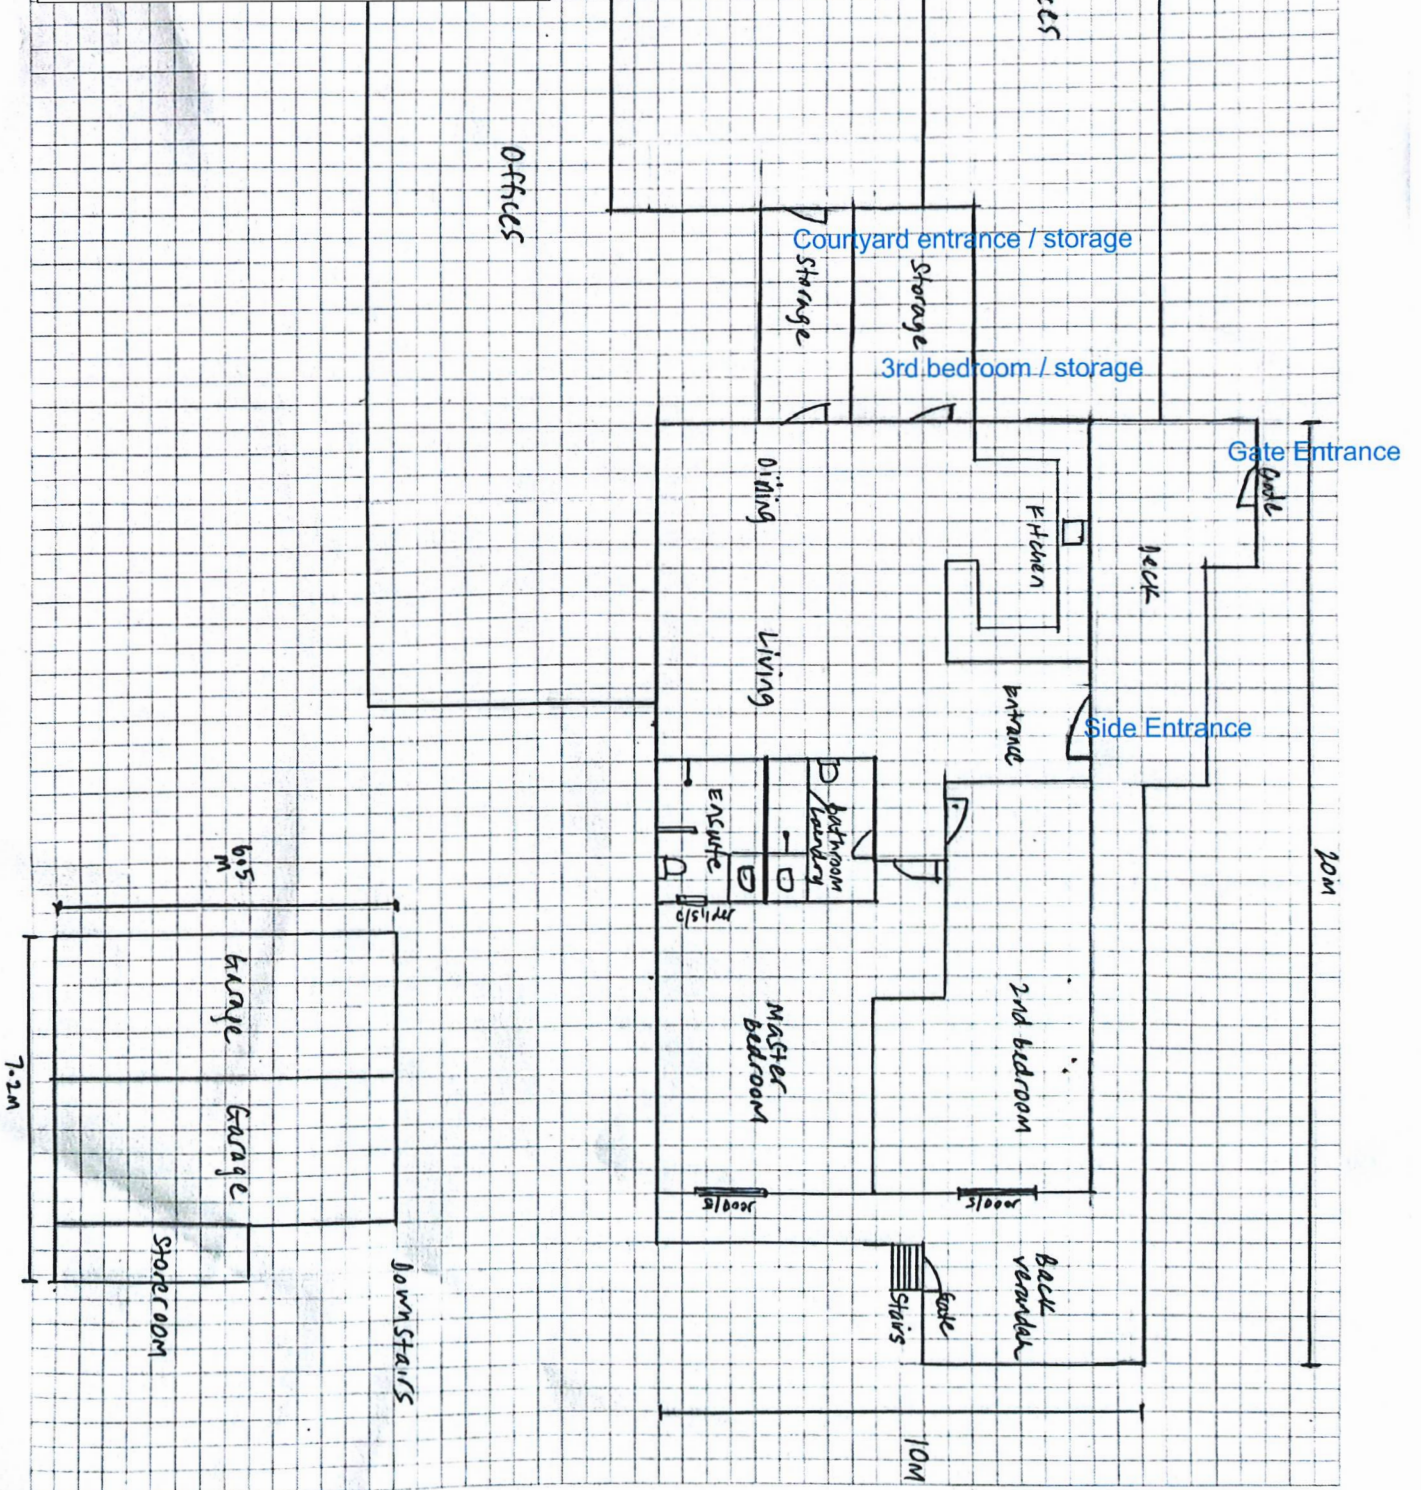 ces
Offices
Courtyard entrance / storage
Storage
Storage
3rd bedroom / storage
Gate Entrance
Gate
Dining
Kitchen
Deck
Living
Entrance
Side Entrance
Ensuite
bathroom
/Laundry
C/Slider
20M
6.5
M
Garage
Garage
7.2M
Storeroom
Downstairs
Master
bedroom
2nd bedroom
S/Door
S/Door
Back
verandah
Gate
Stairs
10M